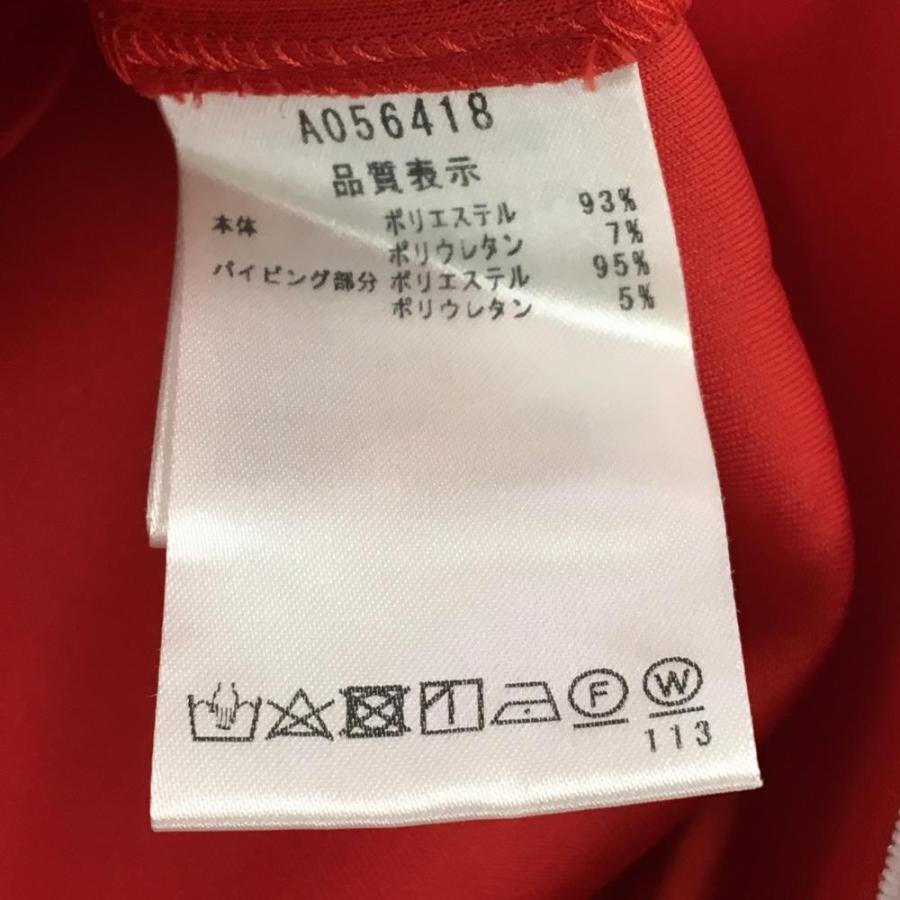 A056418
品質表示
本体 ポリエステル 93%
ポリウレタン 7%
パイピング部分 ポリエステル 95%
ポリウレタン 5%
F W
113